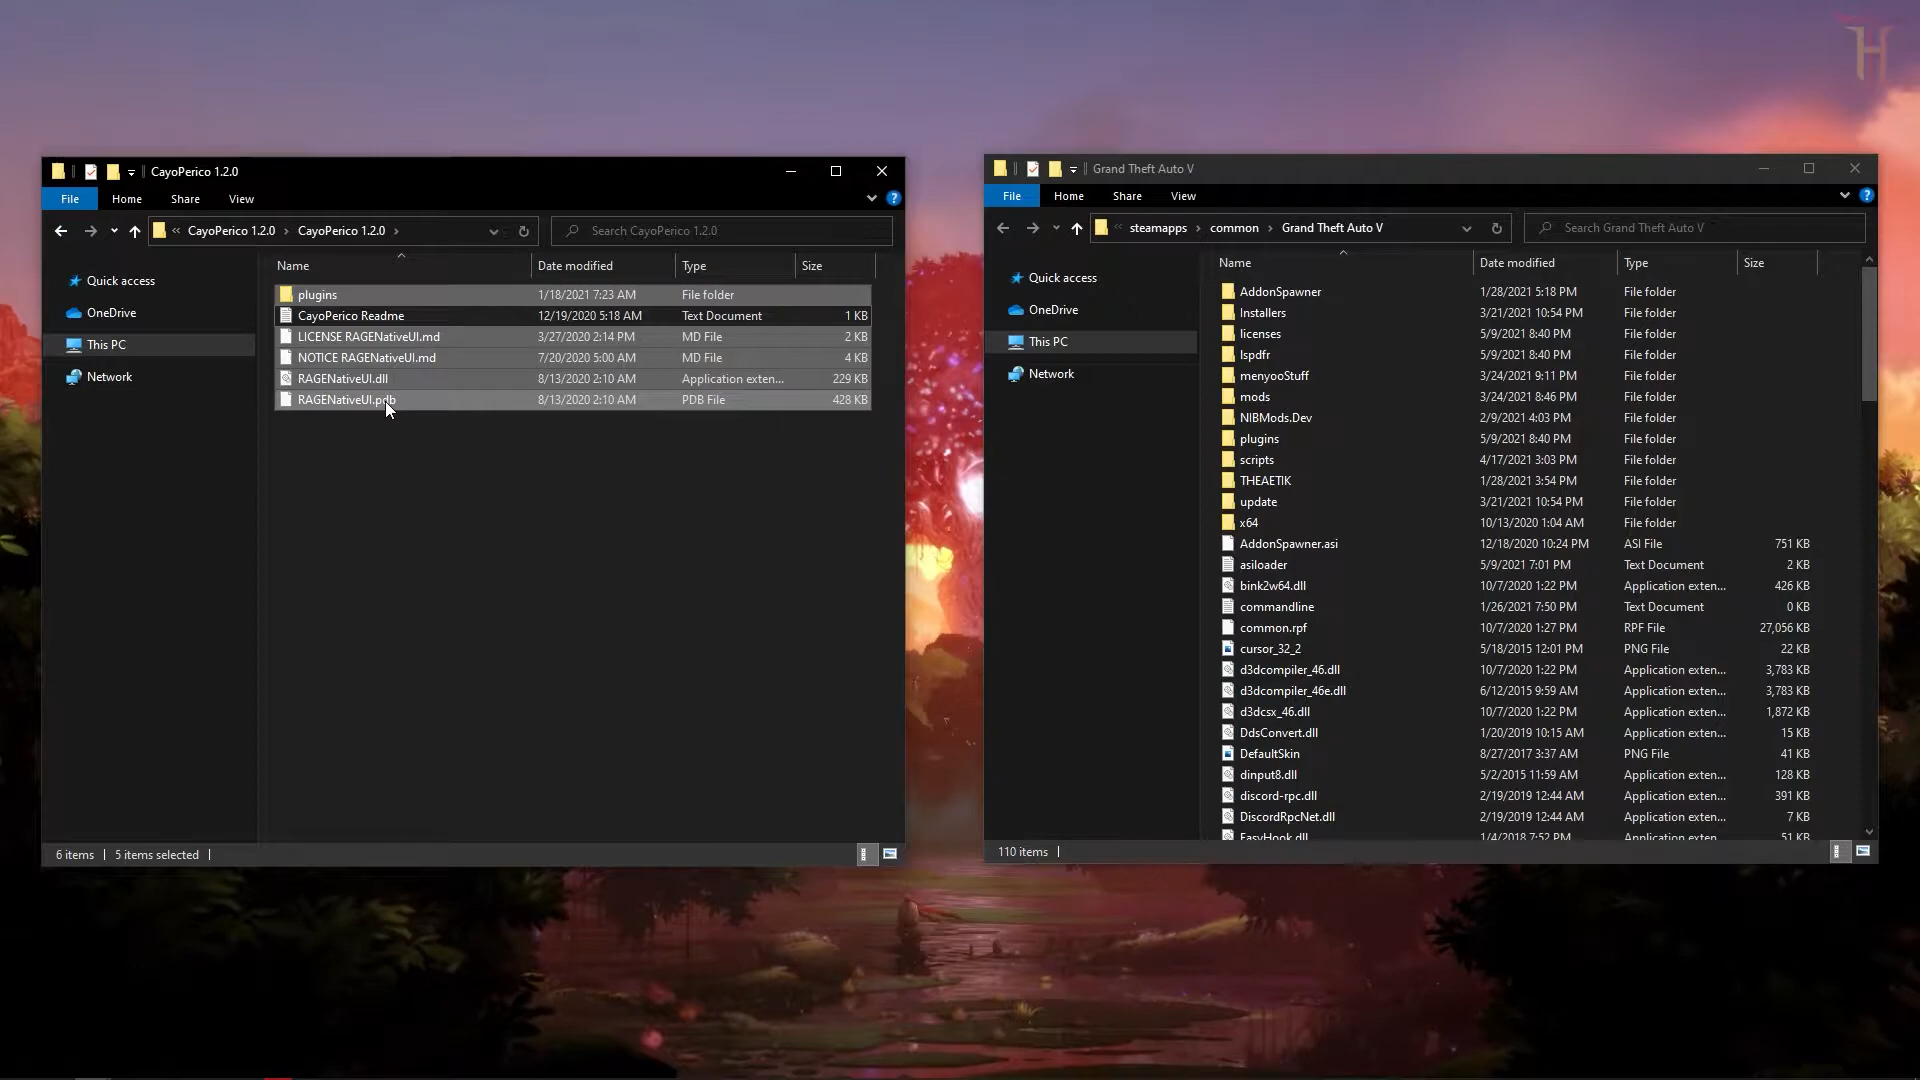 H
CayoPerico 1.2.0
File Home Share View
« CayoPerico 1.2.0 › CayoPerico 1.2.0 ›
Search CayoPerico 1.2.0
Quick access
OneDrive
This PC
Network
Name Date modified Type Size
plugins 1/18/2021 7:23 AM File folder
CayoPerico Readme 12/19/2020 5:18 AM Text Document 1 KB
LICENSE RAGENativeUI.md 3/27/2020 2:14 PM MD File 2 KB
NOTICE RAGENativeUI.md 7/20/2020 5:00 AM MD File 4 KB
RAGENativeUI.dll 8/13/2020 2:10 AM Application exten... 229 KB
RAGENativeUI.pdb 8/13/2020 2:10 AM PDB File 428 KB
6 items 5 items selected
Grand Theft Auto V
File Home Share View
« steamapps › common › Grand Theft Auto V
Search Grand Theft Auto V
Quick access
OneDrive
This PC
Network
Name Date modified Type Size
AddonSpawner 1/28/2021 5:18 PM File folder
Installers 3/21/2021 10:54 PM File folder
licenses 5/9/2021 8:40 PM File folder
lspdfr 5/9/2021 8:40 PM File folder
menyooStuff 3/24/2021 9:11 PM File folder
mods 3/24/2021 8:46 PM File folder
NIBMods.Dev 2/9/2021 4:03 PM File folder
plugins 5/9/2021 8:40 PM File folder
scripts 4/17/2021 3:03 PM File folder
THEAETIK 1/28/2021 3:54 PM File folder
update 3/21/2021 10:54 PM File folder
x64 10/13/2020 1:04 AM File folder
AddonSpawner.asi 12/18/2020 10:24 PM ASI File 751 KB
asiloader 5/9/2021 7:01 PM Text Document 2 KB
bink2w64.dll 10/7/2020 1:22 PM Application exten... 426 KB
commandline 1/26/2021 7:50 PM Text Document 0 KB
common.rpf 10/7/2020 1:27 PM RPF File 27,056 KB
cursor_32_2 5/18/2015 12:01 PM PNG File 22 KB
d3dcompiler_46.dll 10/7/2020 1:22 PM Application exten... 3,783 KB
d3dcompiler_46e.dll 6/12/2015 9:59 AM Application exten... 3,783 KB
d3dcsx_46.dll 10/7/2020 1:22 PM Application exten... 1,872 KB
DdsConvert.dll 1/20/2019 10:15 AM Application exten... 15 KB
DefaultSkin 8/27/2017 3:37 AM PNG File 41 KB
dinput8.dll 5/2/2015 11:59 AM Application exten... 128 KB
discord-rpc.dll 2/19/2019 12:44 AM Application exten... 391 KB
DiscordRpcNet.dll 2/19/2019 12:44 AM Application exten... 7 KB
EasyHook.dll 1/4/2018 7:52 PM Application exten... 51 KB
110 items